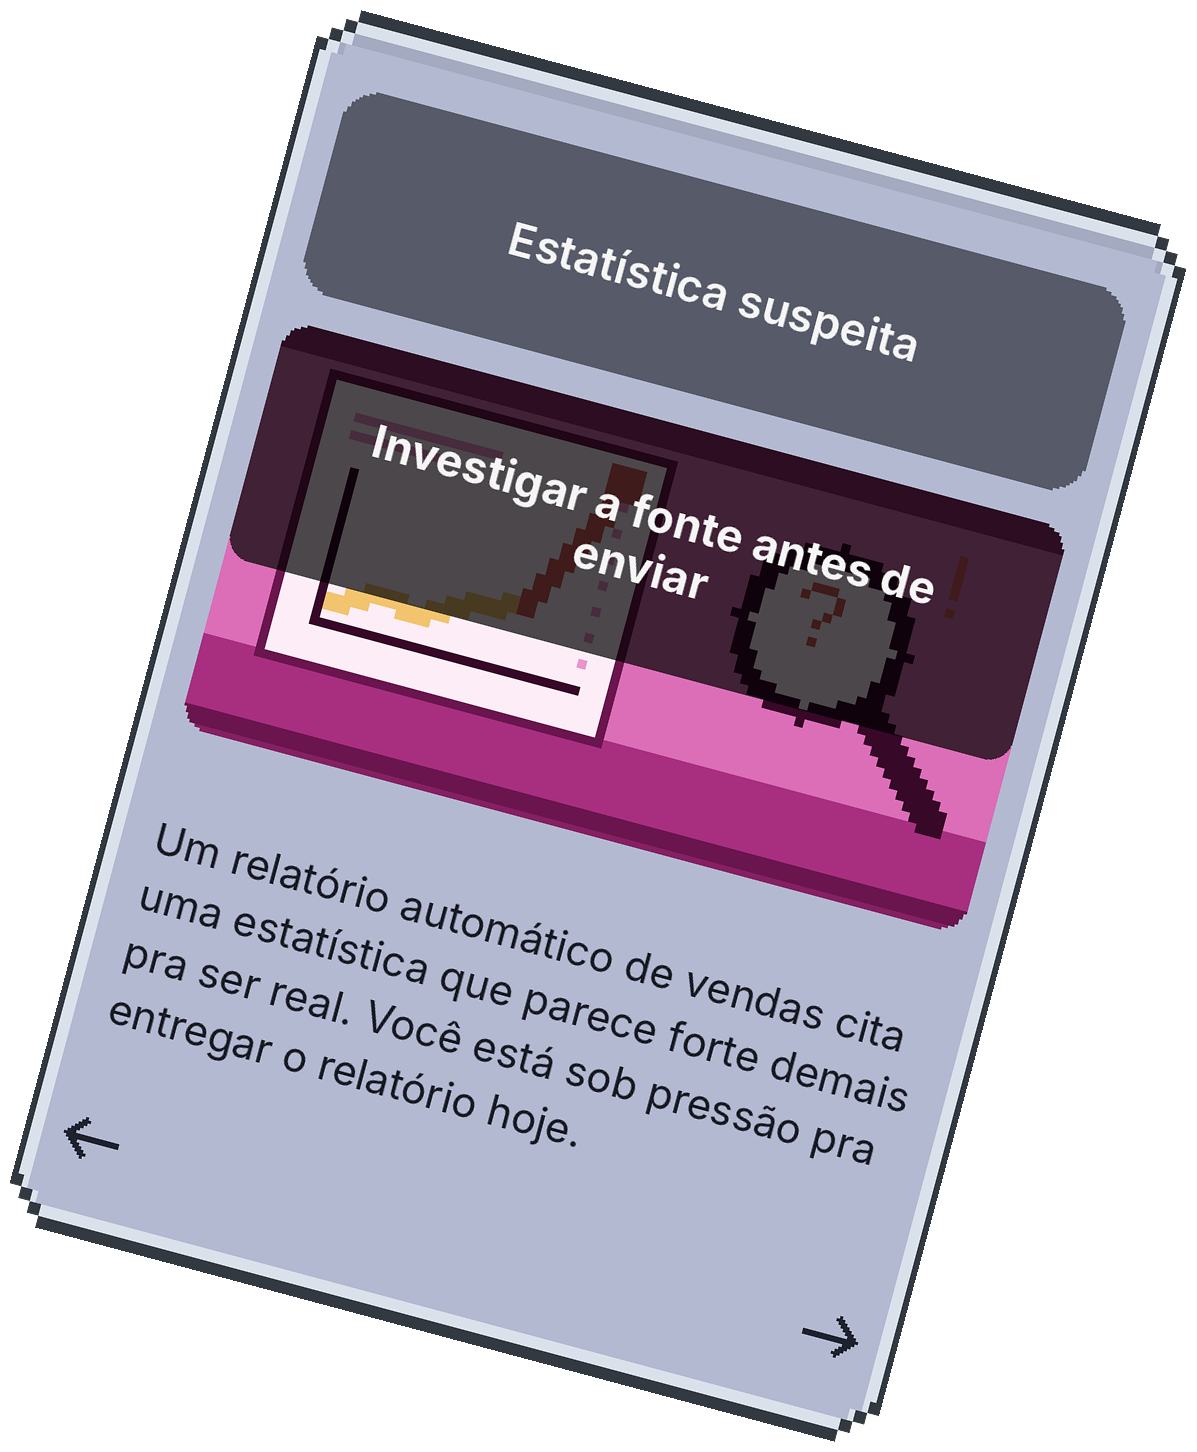 Estatística suspeita
Investigar a fonte antes de
enviar
?
!
Um relatório automático de vendas cita
uma estatística que parece forte demais
pra ser real. Você está sob pressão pra
entregar o relatório hoje.